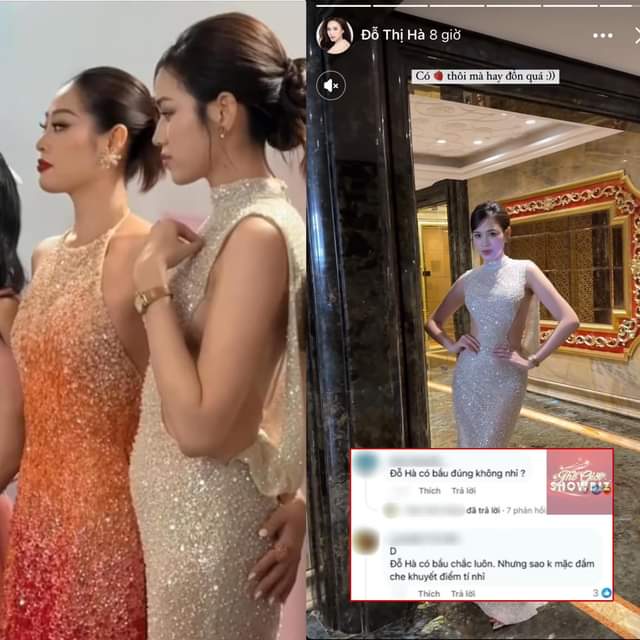 Đỗ Thị Hà 8 giờ
Có 🍓 thôi mà hay đồn quá :))
Đỗ Hà có bầu đúng không nhỉ ?
Thích Trả lời
đã trả lời · 7 phản hồi
SHOWBIZ
D
Đỗ Hà có bầu chắc luôn. Nhưng sao k mặc đầm
che khuyết điểm tí nhỉ
Thích Trả lời
3